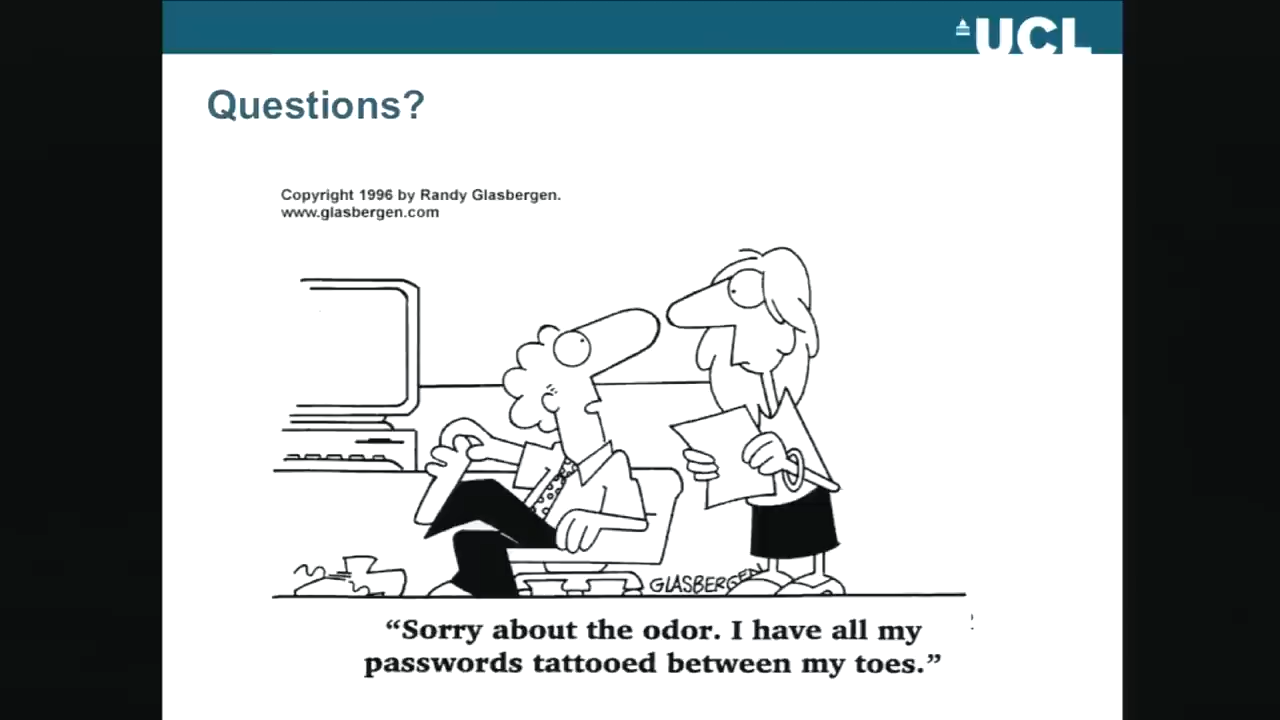 UCL
Questions?
Copyright 1996 by Randy Glasbergen.
www.glasbergen.com
GLASBERGEN
“Sorry about the odor. I have all my
passwords tattooed between my toes.”